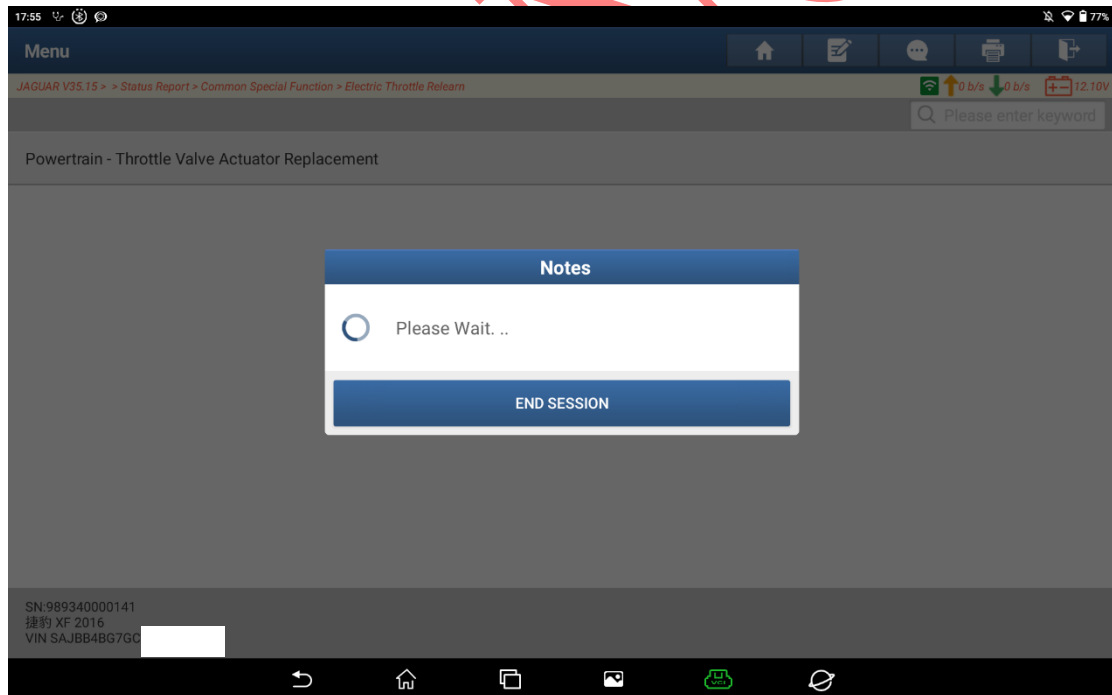 17:55 77%
Menu
JAGUAR V35.15 > > Status Report > Common Special Function > Electric Throttle Relearn 0 b/s 0 b/s 12.10V
Please enter keyword
Powertrain - Throttle Valve Actuator Replacement
Notes
Please Wait. ..
END SESSION
SN:989340000141
捷豹 XF 2016
VIN SAJBB4BG7GC
VCI